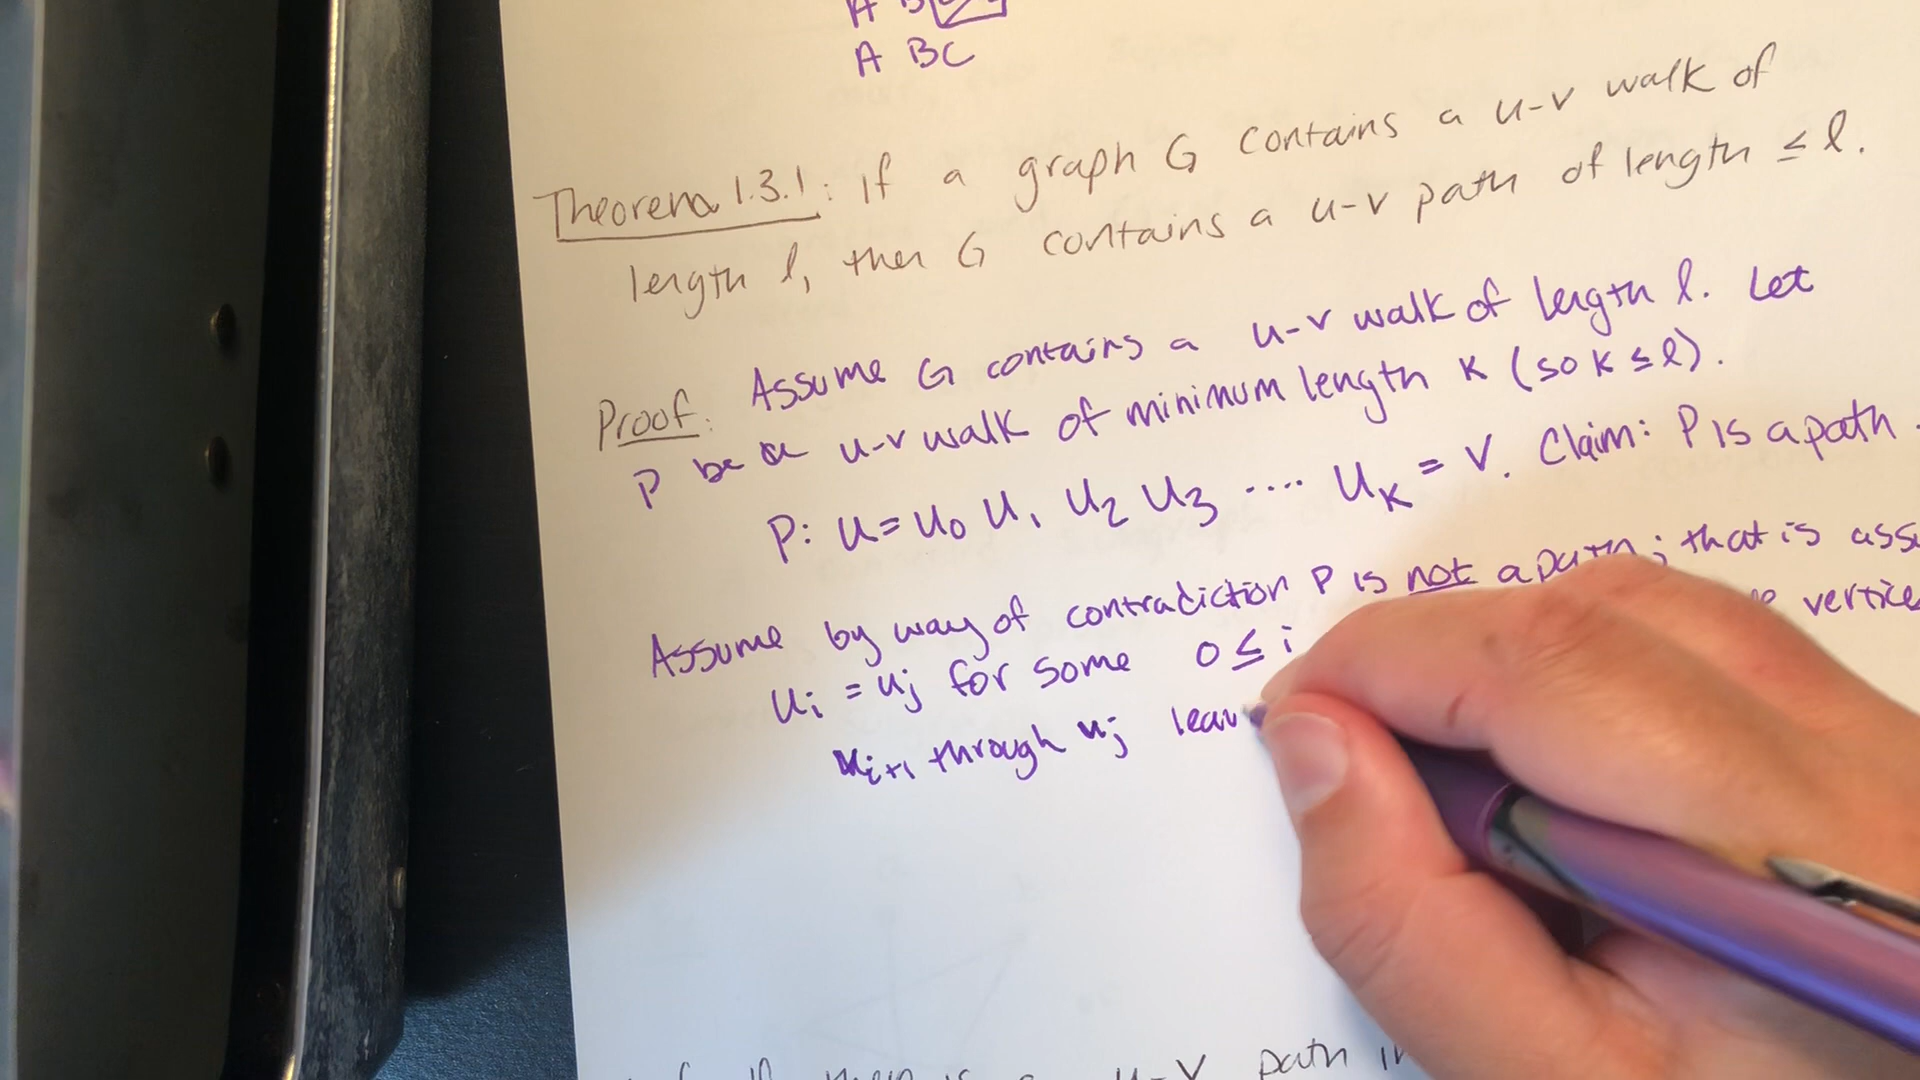 A BC
Theorem 1.3.1: If a graph G contains a u-v walk of
length l, then G contains a u-v path of length ≤ l.
Proof: Assume G contains a u-v walk of length l. Let
P be a u-v walk of minimum length k (so k ≤ l).
P: u=u₀ u₁ u₂ u₃ .... uₖ = v. Claim: P is a path.
Assume by way of contradiction P is not a path; that is
uᵢ = uⱼ for some 0 ≤ i vertice
uᵢ₊₁ through uⱼ leav
u-v path in